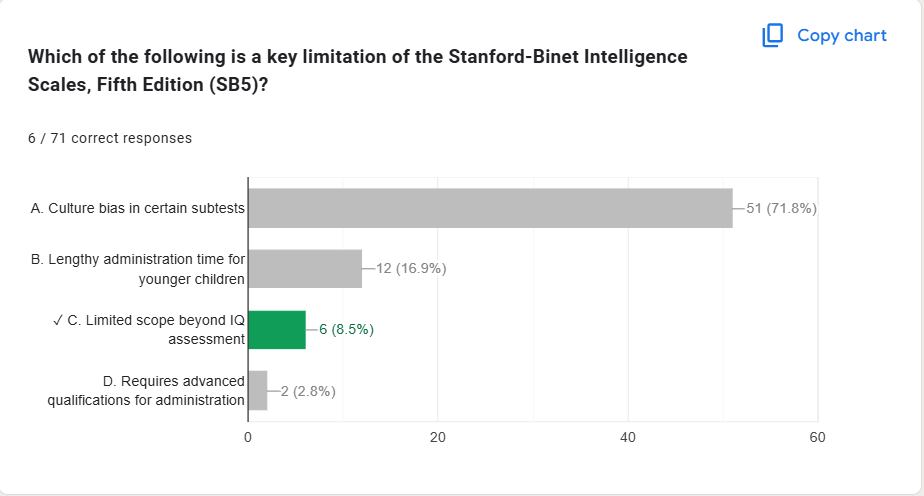 Copy chart
Which of the following is a key limitation of the Stanford-Binet Intelligence
Scales, Fifth Edition (SB5)?
6 / 71 correct responses
A. Culture bias in certain subtests
51 (71.8%)
B. Lengthy administration time for
younger children
12 (16.9%)
✓ C. Limited scope beyond IQ
assessment
6 (8.5%)
D. Requires advanced
qualifications for administration
2 (2.8%)
0
20
40
60